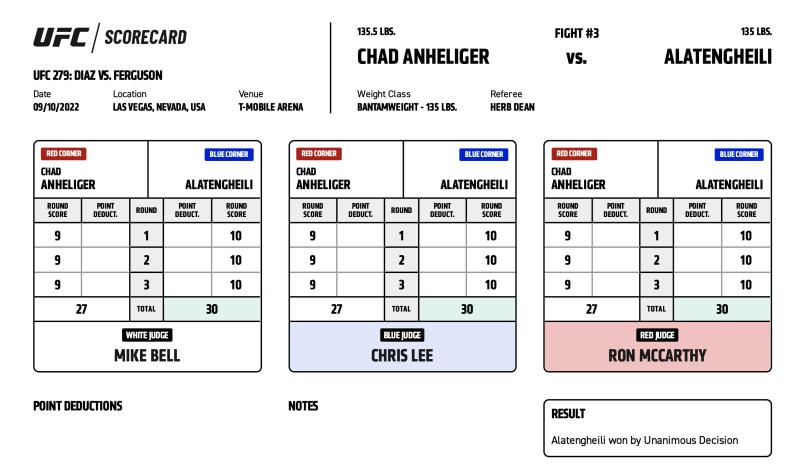 UFC / SCORECARD
UFC 279: DIAZ VS. FERGUSON
Date Location Venue
09/10/2022 LAS VEGAS, NEVADA, USA T-MOBILE ARENA
135.5 LBS. FIGHT #3 135 LBS.
CHAD ANHELIGER VS. ALATENGHEILI
Weight Class Referee
BANTAMWEIGHT - 135 LBS. HERB DEAN
RED CORNER BLUE CORNER
CHAD
ANHELIGER ALATENGHEILI
ROUND SCORE POINT DEDUCT. ROUND POINT DEDUCT. ROUND SCORE
9 1 10
9 2 10
9 3 10
27 TOTAL 30
WHITE JUDGE
MIKE BELL
RED CORNER BLUE CORNER
CHAD
ANHELIGER ALATENGHEILI
ROUND SCORE POINT DEDUCT. ROUND POINT DEDUCT. ROUND SCORE
9 1 10
9 2 10
9 3 10
27 TOTAL 30
BLUE JUDGE
CHRIS LEE
RED CORNER BLUE CORNER
CHAD
ANHELIGER ALATENGHEILI
ROUND SCORE POINT DEDUCT. ROUND POINT DEDUCT. ROUND SCORE
9 1 10
9 2 10
9 3 10
27 TOTAL 30
RED JUDGE
RON MCCARTHY
POINT DEDUCTIONS
NOTES
RESULT
Alatengheili won by Unanimous Decision